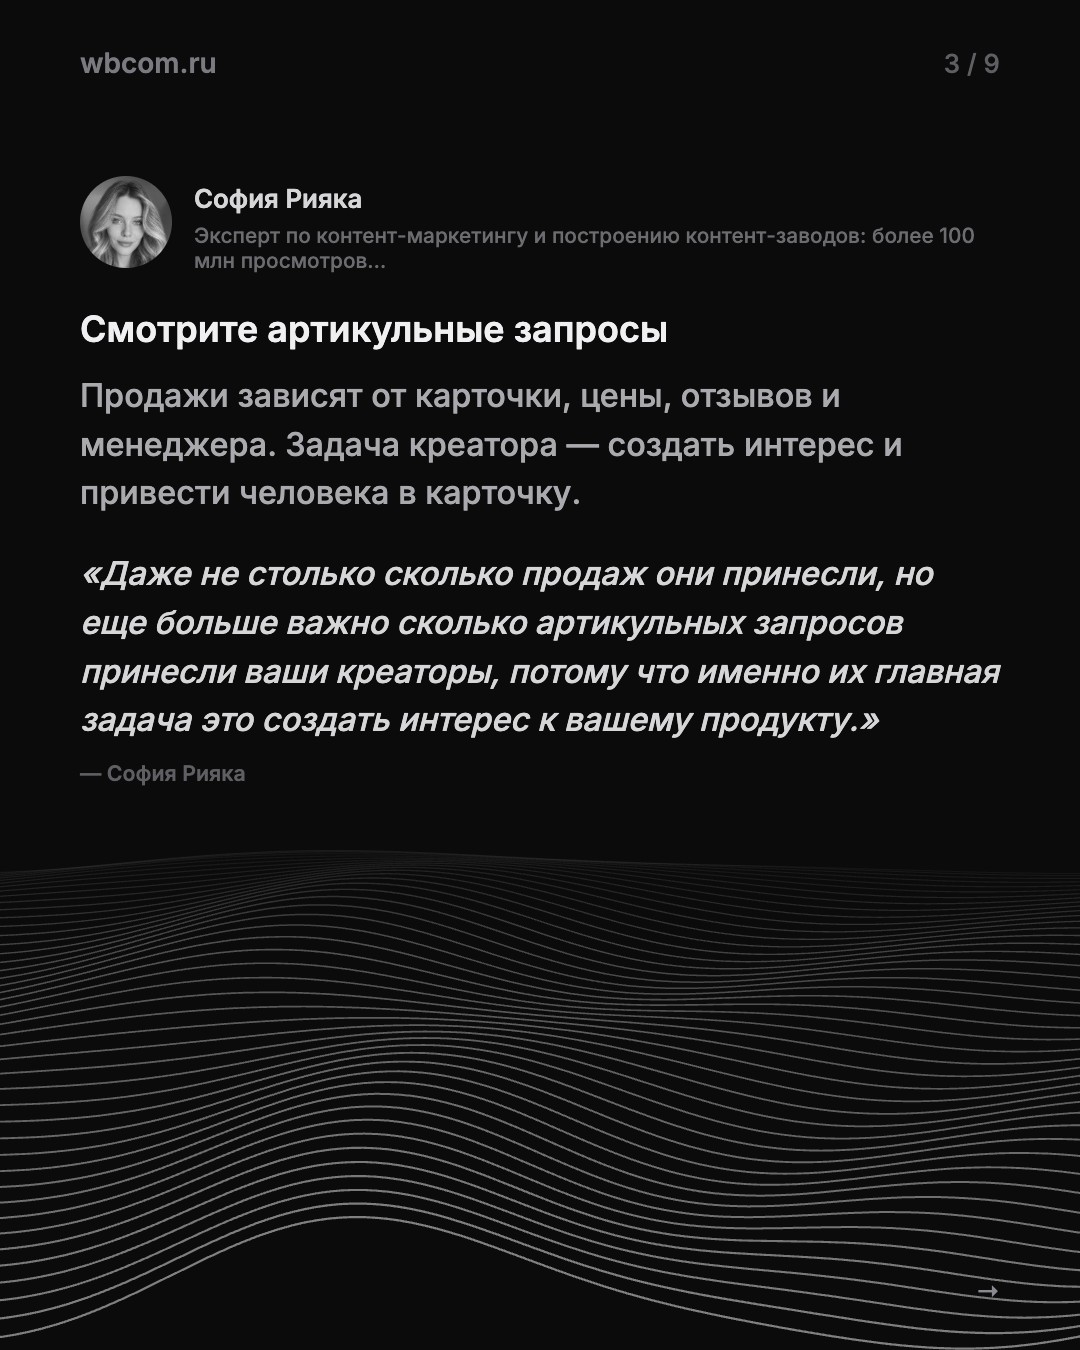 wbcom.ru
3 / 9
София Рияка
Эксперт по контент-маркетингу и построению контент-заводов: более 100
млн просмотров...
Смотрите артикульные запросы
Продажи зависят от карточки, цены, отзывов и
менеджера. Задача креатора — создать интерес и
привести человека в карточку.
«Даже не столько сколько продаж они принесли, но
еще больше важно сколько артикульных запросов
принесли ваши креаторы, потому что именно их главная
задача это создать интерес к вашему продукту.»
— София Рияка
→